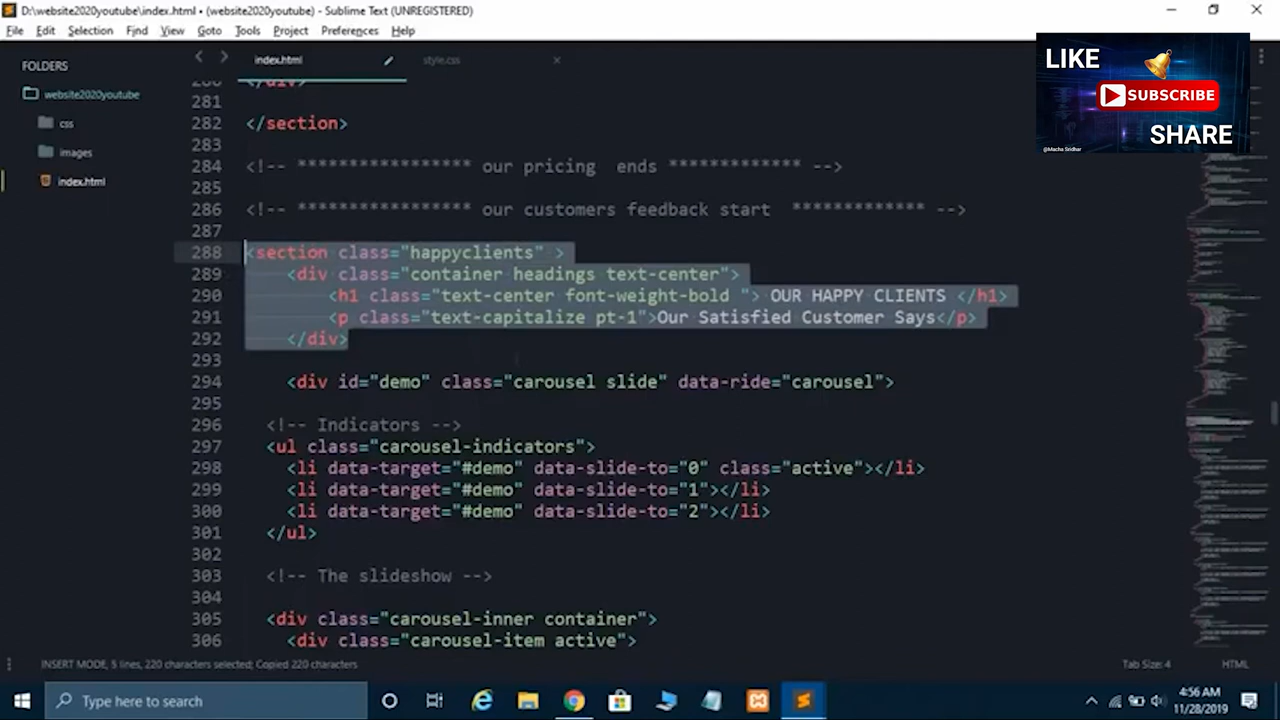 D:\website2020youtube\index.html • (website2020youtube) - Sublime Text (UNREGISTERED)
File Edit Selection Find View Goto Tools Project Preferences Help
FOLDERS
website2020youtube
css
images
index.html
index.html
style.css
LIKE
SUBSCRIBE
SHARE
@Macha Sridhar
280 </div>
281
282 </section>
283
284 <!-- ***************** our pricing  ends ************* -->
285
286 <!-- ***************** our customers feedback start  ************* -->
287
288 <section class="happyclients" >
289 <div class="container headings text-center">
290 <h1 class="text-center font-weight-bold "> OUR HAPPY CLIENTS </h1>
291 <p class="text-capitalize pt-1">Our Satisfied Customer Says</p>
292 </div>
293
294 <div id="demo" class="carousel slide" data-ride="carousel">
295
296 <!-- Indicators -->
297 <ul class="carousel-indicators">
298 <li data-target="#demo" data-slide-to="0" class="active"></li>
299 <li data-target="#demo" data-slide-to="1"></li>
300 <li data-target="#demo" data-slide-to="2"></li>
301 </ul>
302
303 <!-- The slideshow -->
304
305 <div class="carousel-inner container">
306 <div class="carousel-item active">
INSERT MODE, 5 lines, 220 characters selected; Copied 220 characters
Tab Size: 4
HTML
Type here to search
4:56 AM
11/28/2019